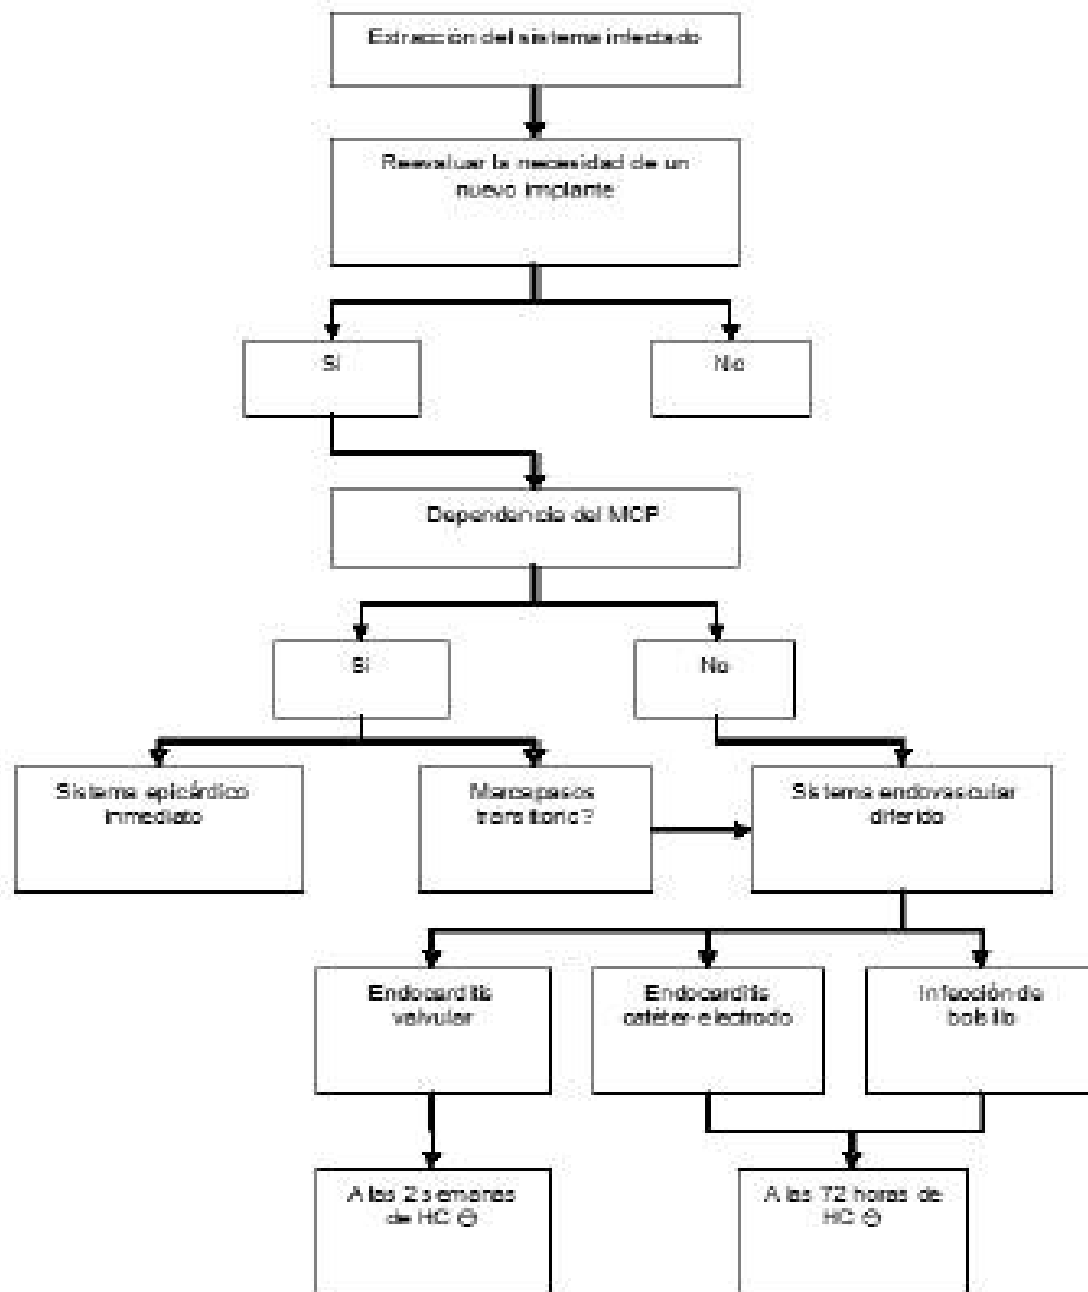 Extracción del sistema infectado
Reevaluar la necesidad de un
nuevo implante
Si
No
Dependencia del MCP
Si
No
Sistema epicárdico
inmediato
Marcapasos
transitorio?
Sistema endovascular
diferido
Endocarditis
valvular
Endocarditis
catéter-electrodo
Infección de
bolsillo
A las 2 semanas
de HC ⊖
A las 72 horas de
HC ⊖